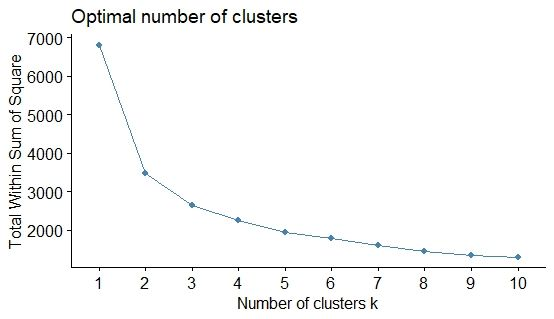 Optimal number of clusters
7000
6000
5000
4000
3000
2000
Total Within Sum of Square
1 2 3 4 5 6 7 8 9 10
Number of clusters k